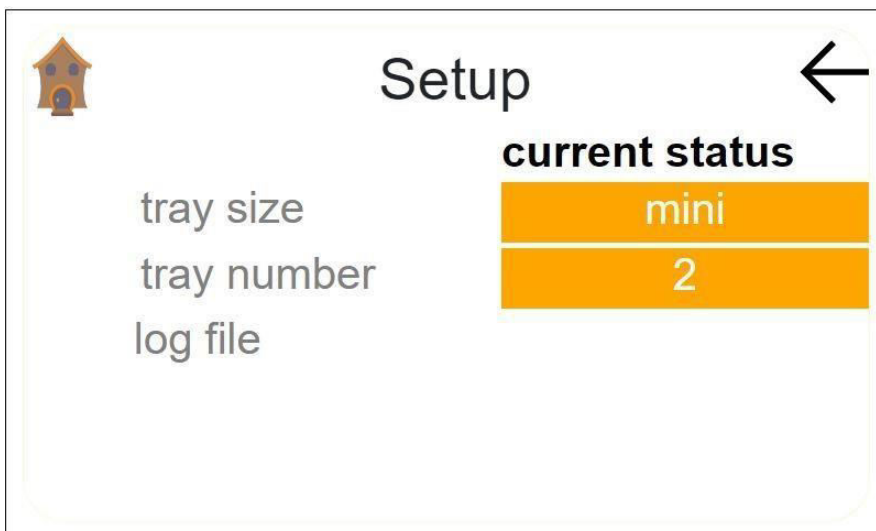 Setup
current status
tray size mini
tray number 2
log file